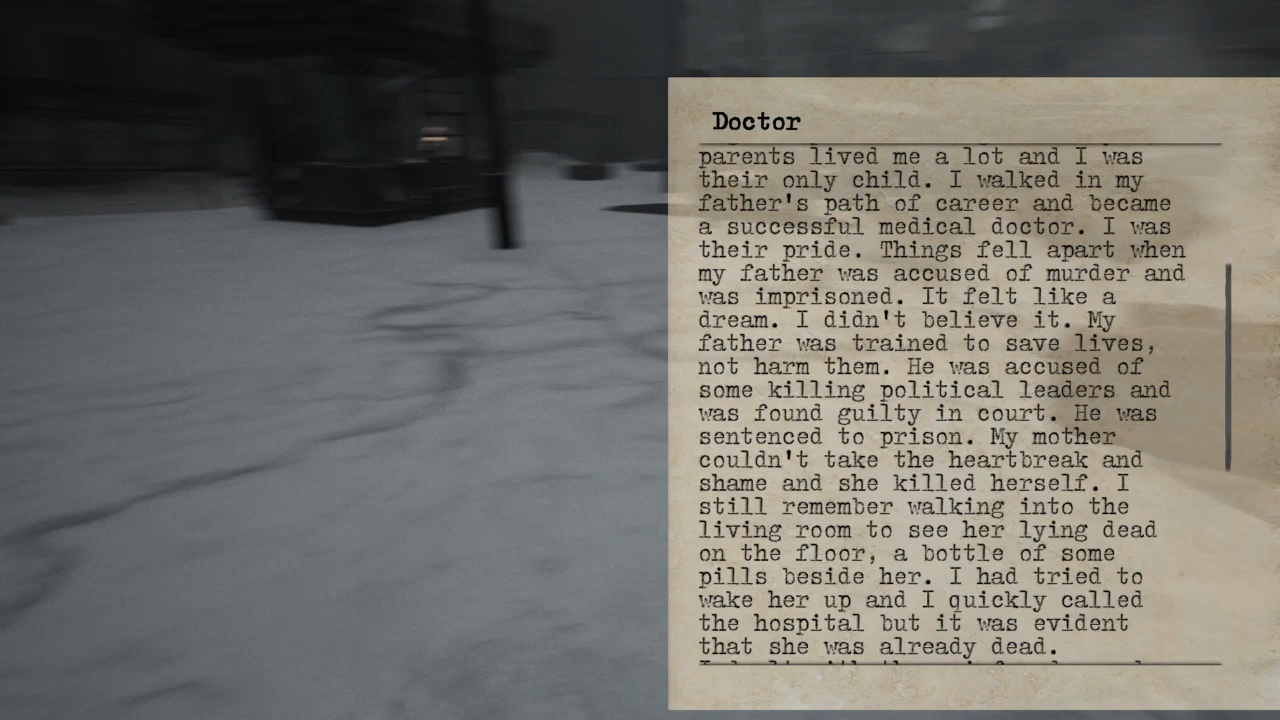 Doctor
parents lived me a lot and I was
their only child. I walked in my
father's path of career and became
a successful medical doctor. I was
their pride. Things fell apart when
my father was accused of murder and
was imprisoned. It felt like a
dream. I didn't believe it. My
father was trained to save lives,
not harm them. He was accused of
some killing political leaders and
was found guilty in court. He was
sentenced to prison. My mother
couldn't take the heartbreak and
shame and she killed herself. I
still remember walking into the
living room to see her lying dead
on the floor, a bottle of some
pills beside her. I had tried to
wake her up and I quickly called
the hospital but it was evident
that she was already dead.